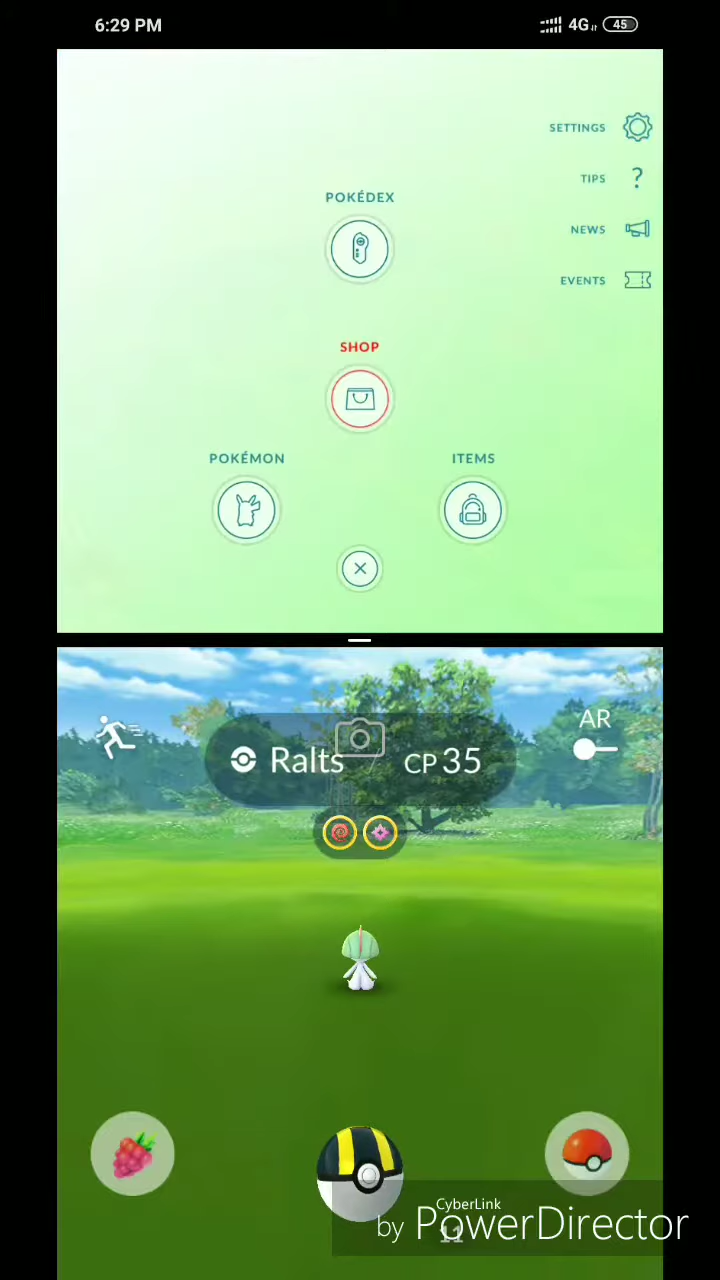 6:29 PM
4G
45
SETTINGS
TIPS
?
NEWS
EVENTS
POKÉDEX
SHOP
POKÉMON
ITEMS
AR
Ralts
CP 35
CyberLink
by PowerDirector
11